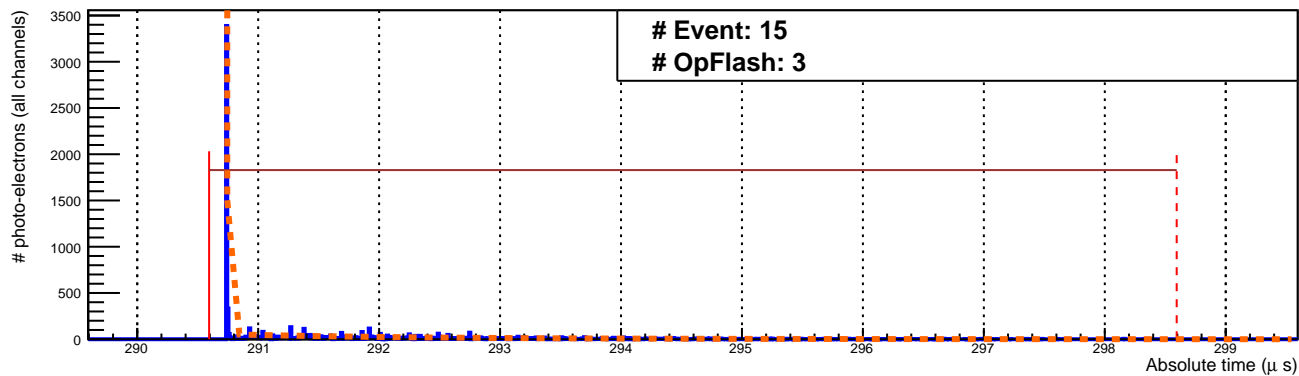 # Event: 15
# OpFlash: 3
# photo-electrons (all channels)
3500
3000
2500
2000
1500
1000
500
0
290 291 292 293 294 295 296 297 298 299
Absolute time (μ s)